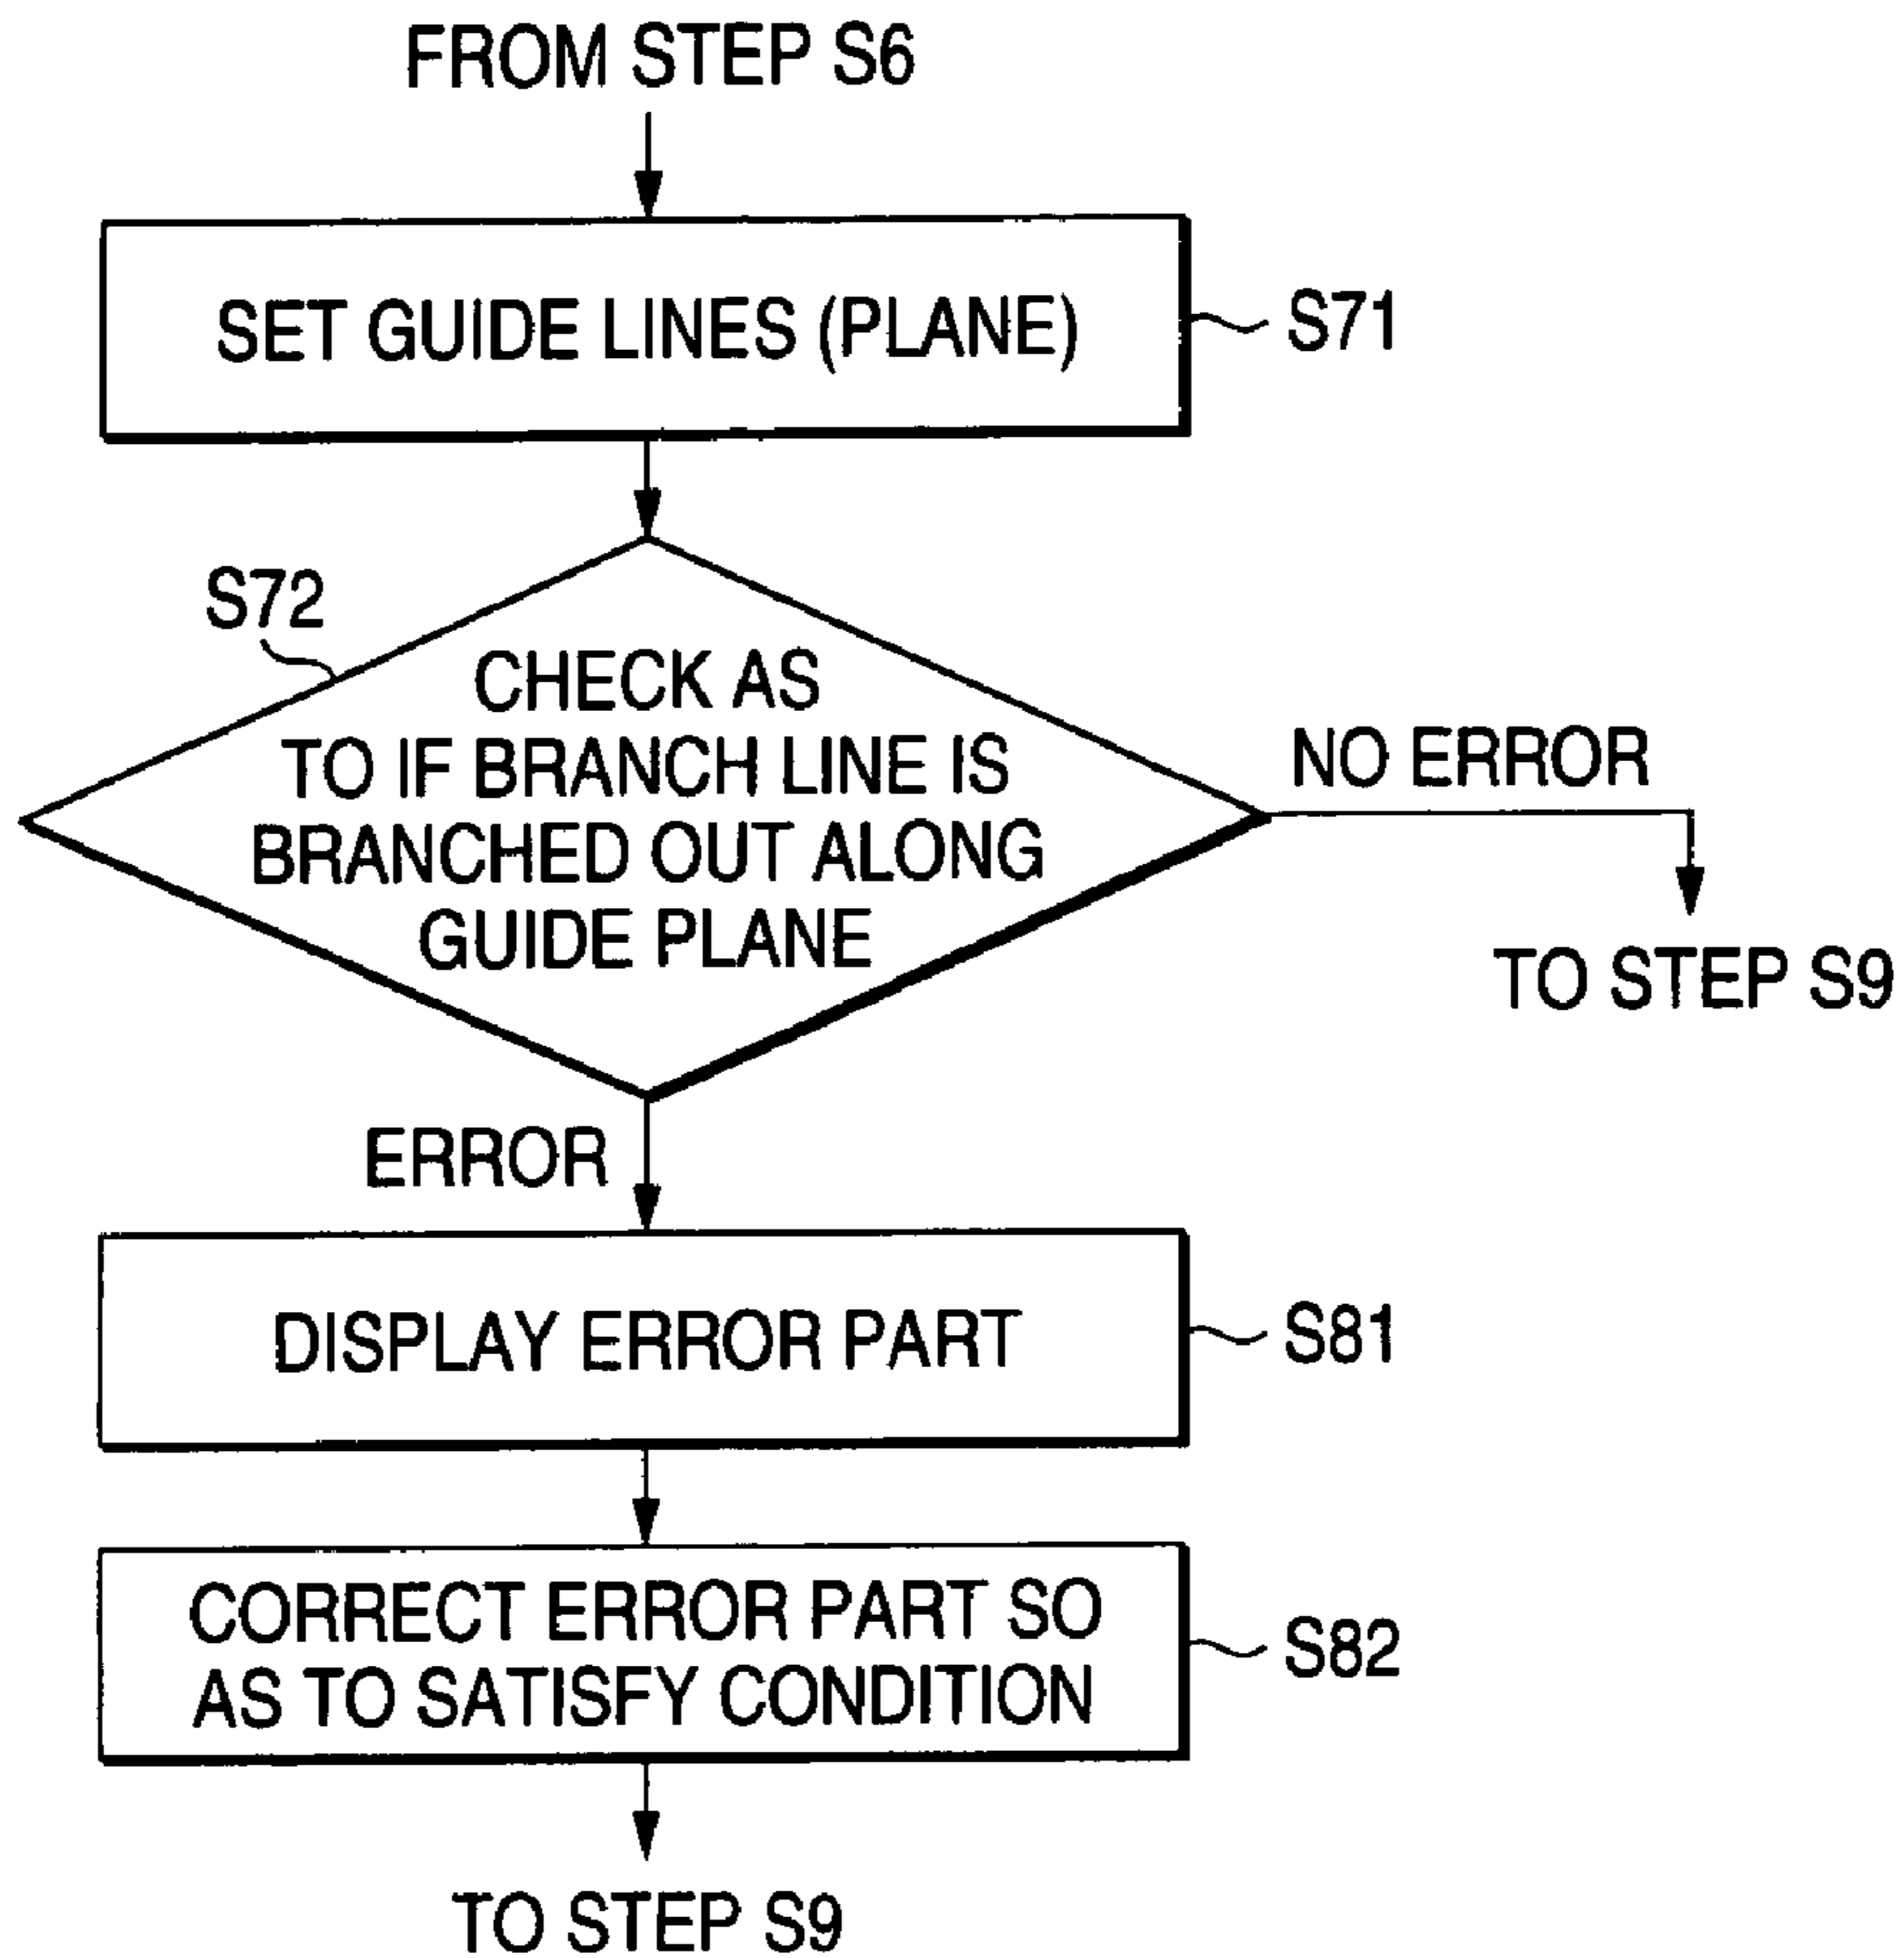 FROM STEP S6
SET GUIDE LINES (PLANE)
S71
S72
CHECK AS
TO IF BRANCH LINE IS
BRANCHED OUT ALONG
GUIDE PLANE
NO ERROR
TO STEP S9
ERROR
DISPLAY ERROR PART
S81
CORRECT ERROR PART SO
AS TO SATISFY CONDITION
S82
TO STEP S9